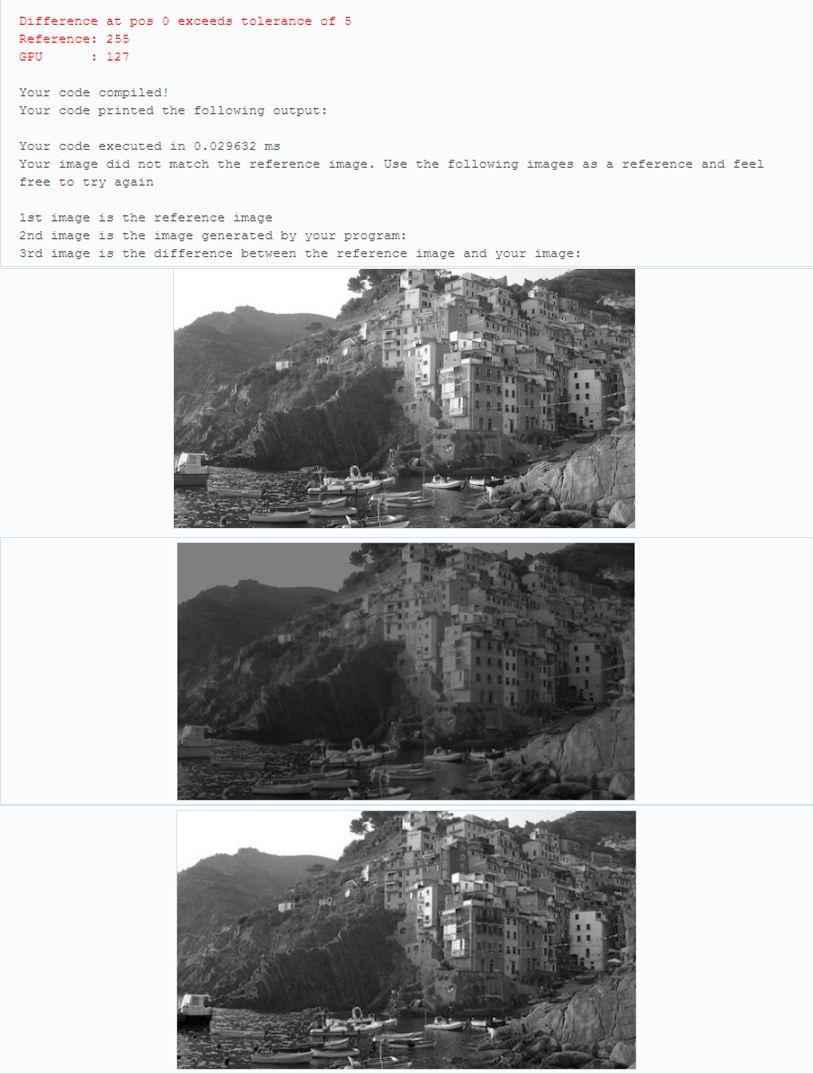 Difference at pos 0 exceeds tolerance of 5
Reference: 255
GPU      : 127
Your code compiled!
Your code printed the following output:
Your code executed in 0.029632 ms
Your image did not match the reference image. Use the following images as a reference and feel
free to try again
1st image is the reference image
2nd image is the image generated by your program:
3rd image is the difference between the reference image and your image: